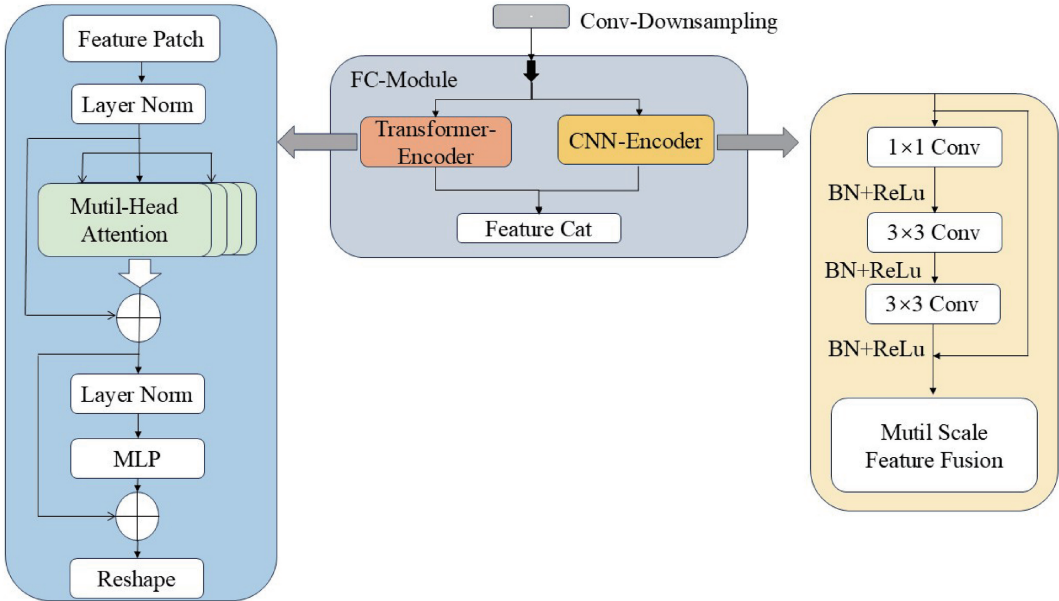 Feature Patch
Layer Norm
Mutil-Head
Attention
Layer Norm
MLP
Reshape
Conv-Downsampling
FC-Module
Transformer-
Encoder
CNN-Encoder
Feature Cat
1×1 Conv
BN+ReLu
3×3 Conv
BN+ReLu
3×3 Conv
BN+ReLu
Mutil Scale
Feature Fusion